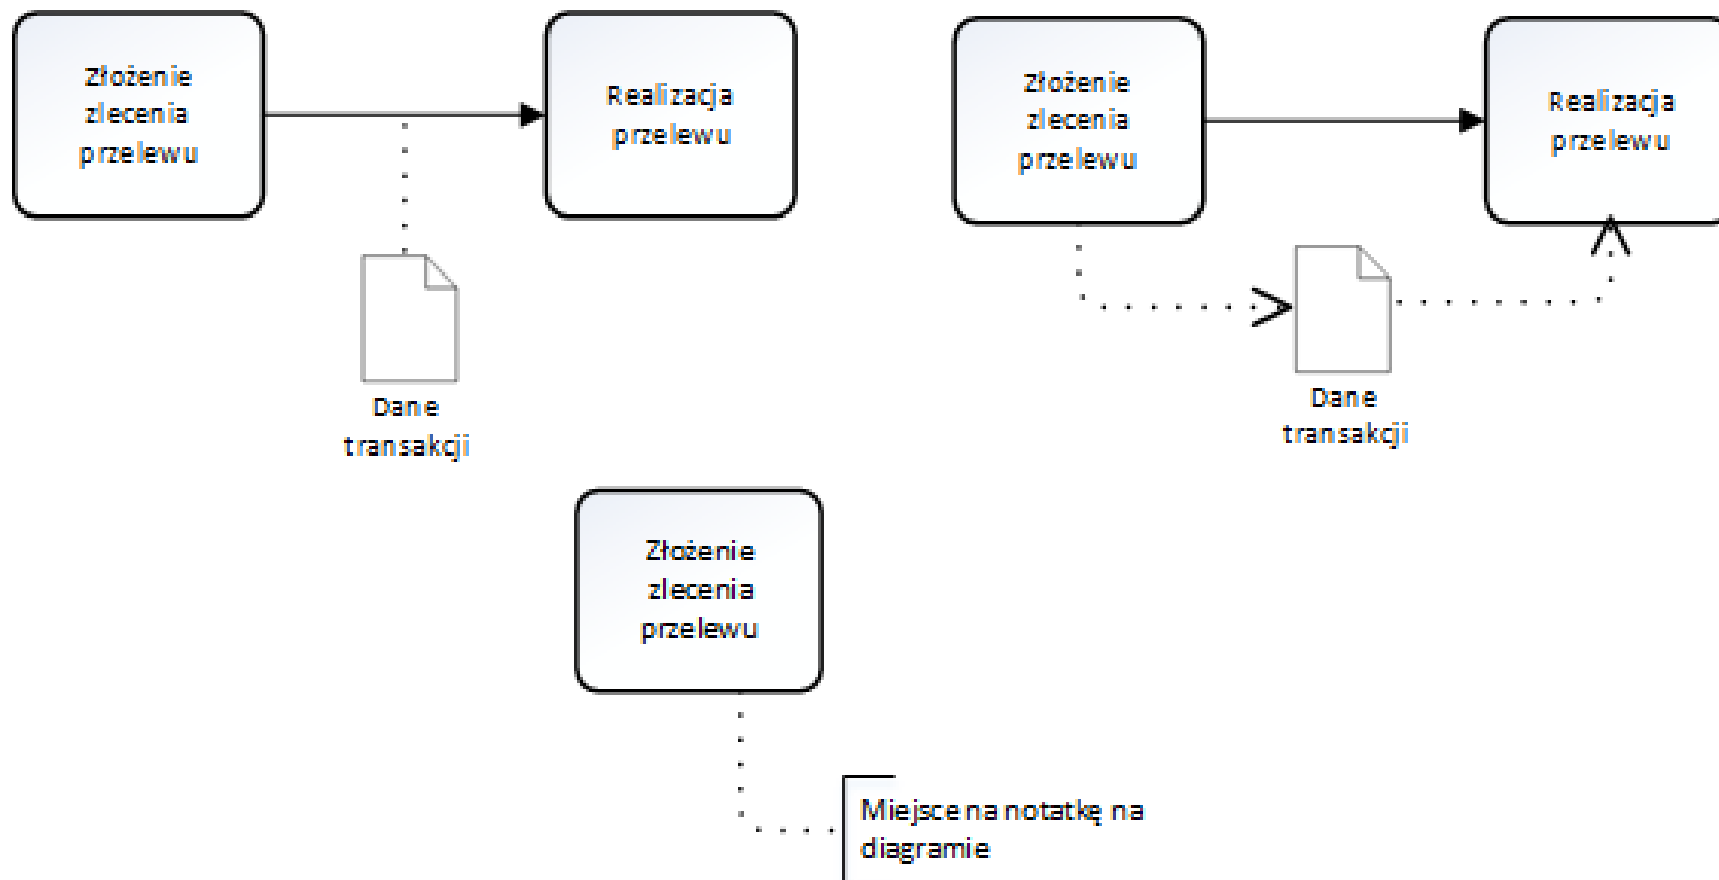 Złożenie
zlecenia
przelewu
Realizacja
przelewu
Dane
transakcji
Złożenie
zlecenia
przelewu
Realizacja
przelewu
Dane
transakcji
Złożenie
zlecenia
przelewu
Miejsce na notatkę na
diagramie